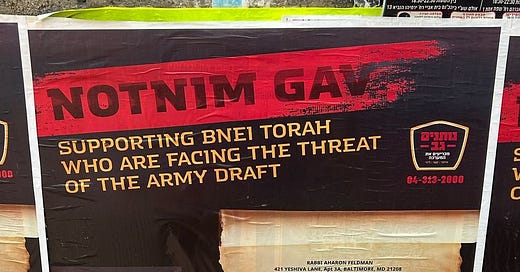 NOTNIM GAV
SUPPORTING BNEI TORAH
WHO ARE FACING THE THREAT
OF THE ARMY DRAFT
נותנים
גב
04-313-2000
RABBI AHARON FELDMAN
421 YESHIVA LANE, Apt 3A, BALTIMORE, MD 21208